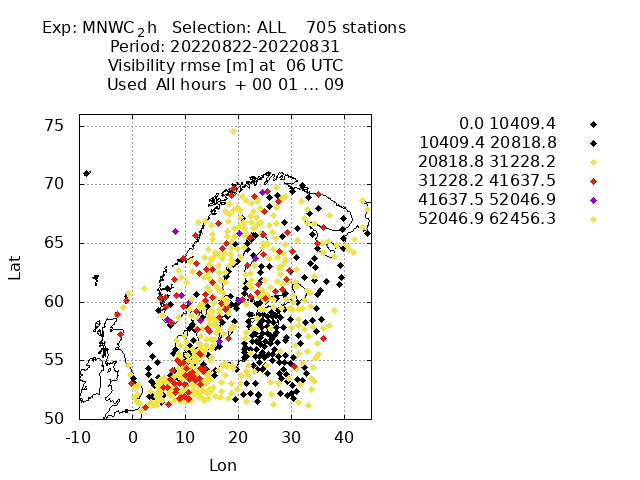 Exp: MNWC_2h Selection: ALL 705 stations
Period: 20220822-20220831
Visibility rmse [m] at 06 UTC
Used All hours + 00 01 ... 09
0.0 10409.4
10409.4 20818.8
20818.8 31228.2
31228.2 41637.5
41637.5 52046.9
52046.9 62456.3
75
70
65
60
55
50
Lat
-10 0 10 20 30 40
Lon